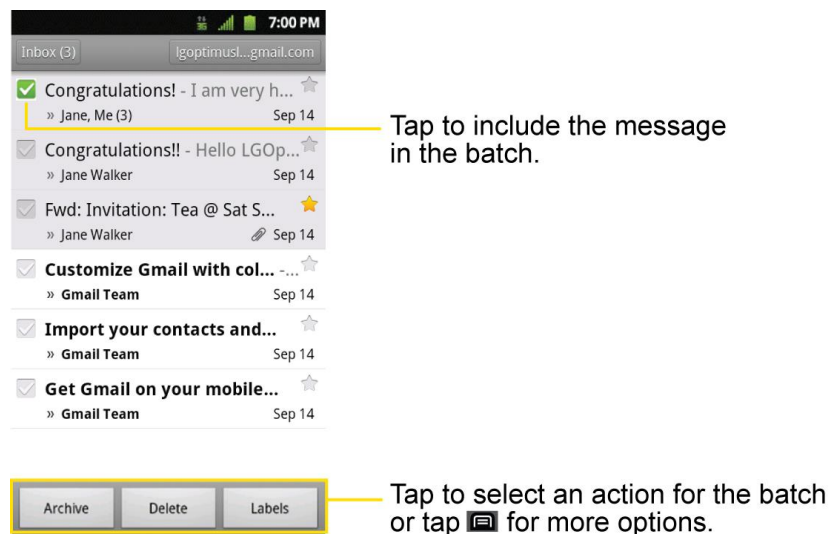 3G 7:00 PM
Inbox (3) lgoptimusl...gmail.com
Congratulations! - I am very h...
» Jane, Me (3) Sep 14
Tap to include the message
in the batch.
Congratulations!! - Hello LGOp...
» Jane Walker Sep 14
Fwd: Invitation: Tea @ Sat S...
» Jane Walker Sep 14
Customize Gmail with col... -...
» Gmail Team Sep 14
Import your contacts and...
» Gmail Team Sep 14
Get Gmail on your mobile...
» Gmail Team Sep 14
Archive Delete Labels
Tap to select an action for the batch
or tap for more options.